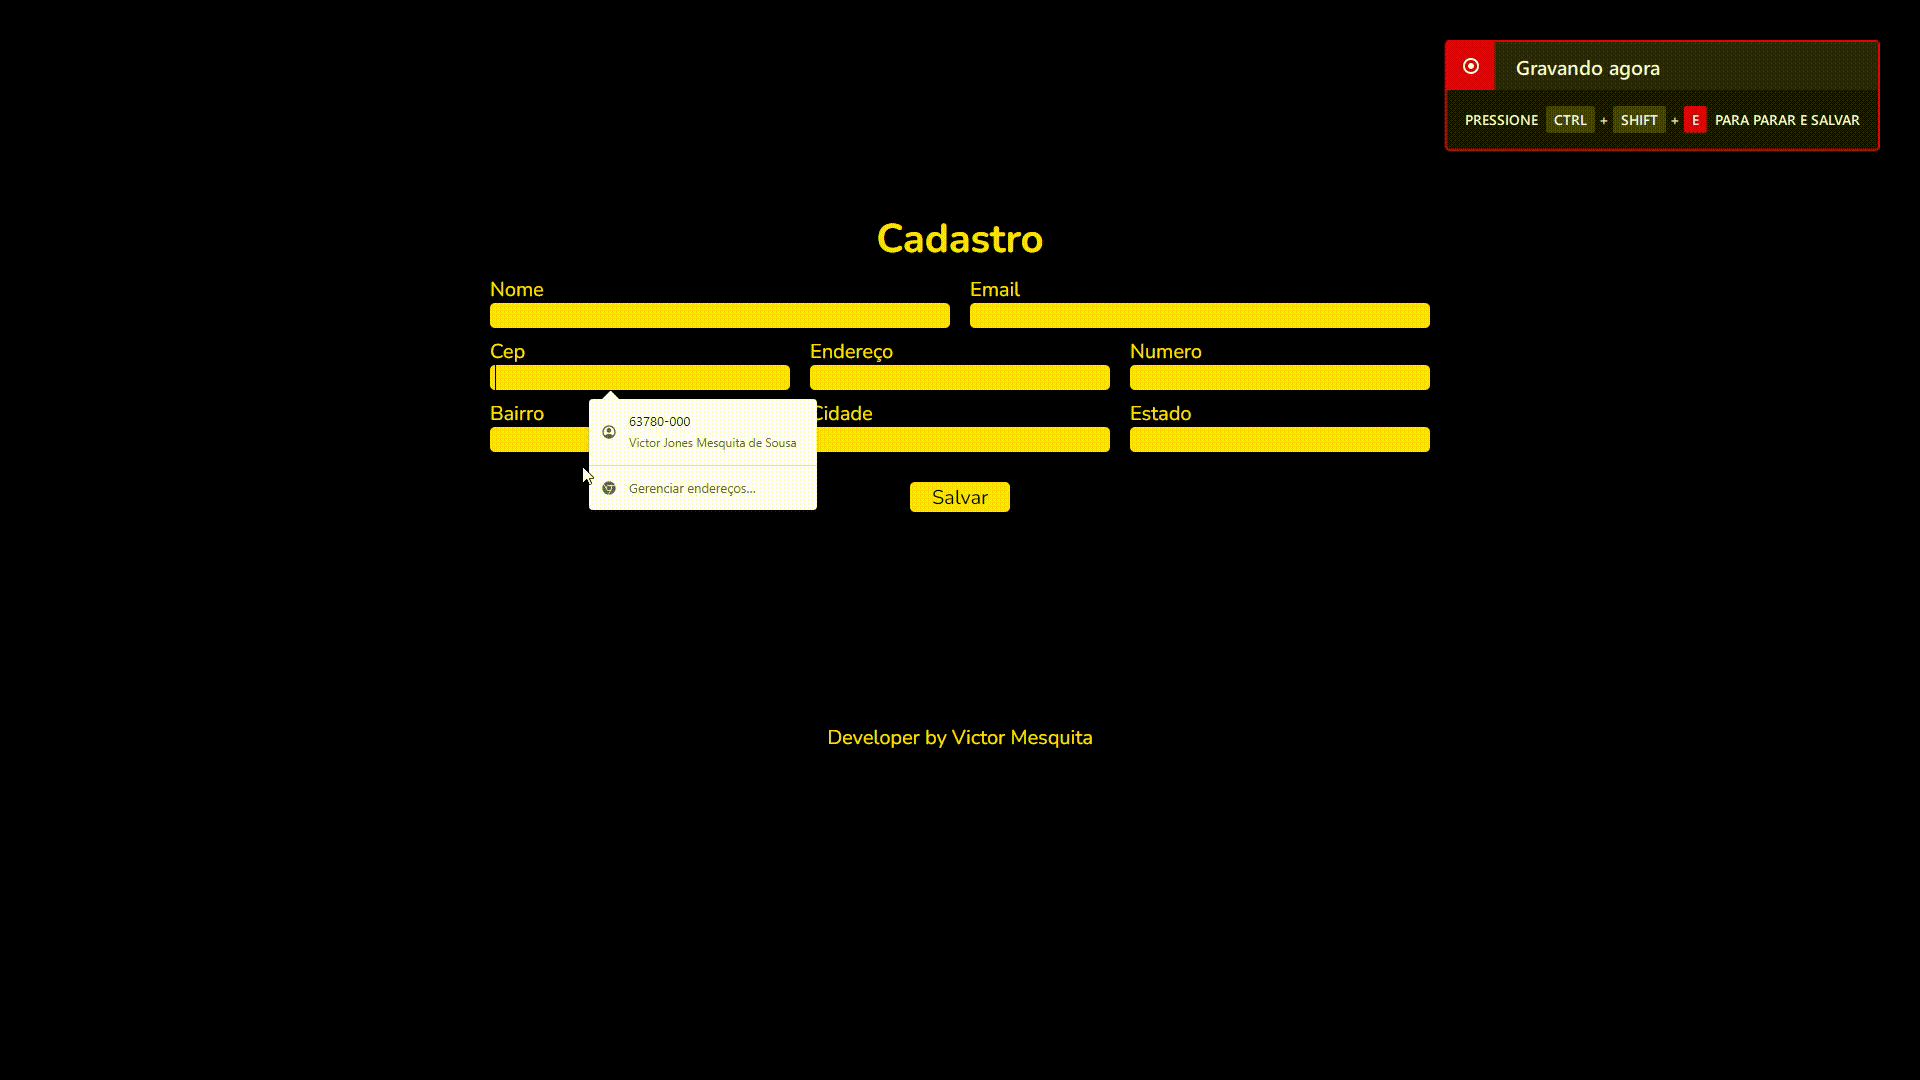 Gravando agora
PRESSIONE CTRL + SHIFT + E PARA PARAR E SALVAR
Cadastro
Nome Email
Cep Endereço Numero
Bairro Cidade Estado
63780-000
Victor Jones Mesquita de Sousa
Gerenciar endereços...
Salvar
Developer by Victor Mesquita